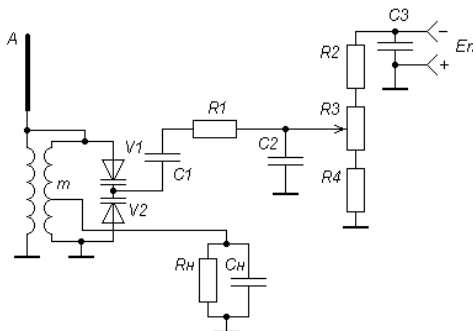 A
C3
−
Eп
+
R2
R1
R3
V1
C1
C2
R4
m
V2
Rн
Cн